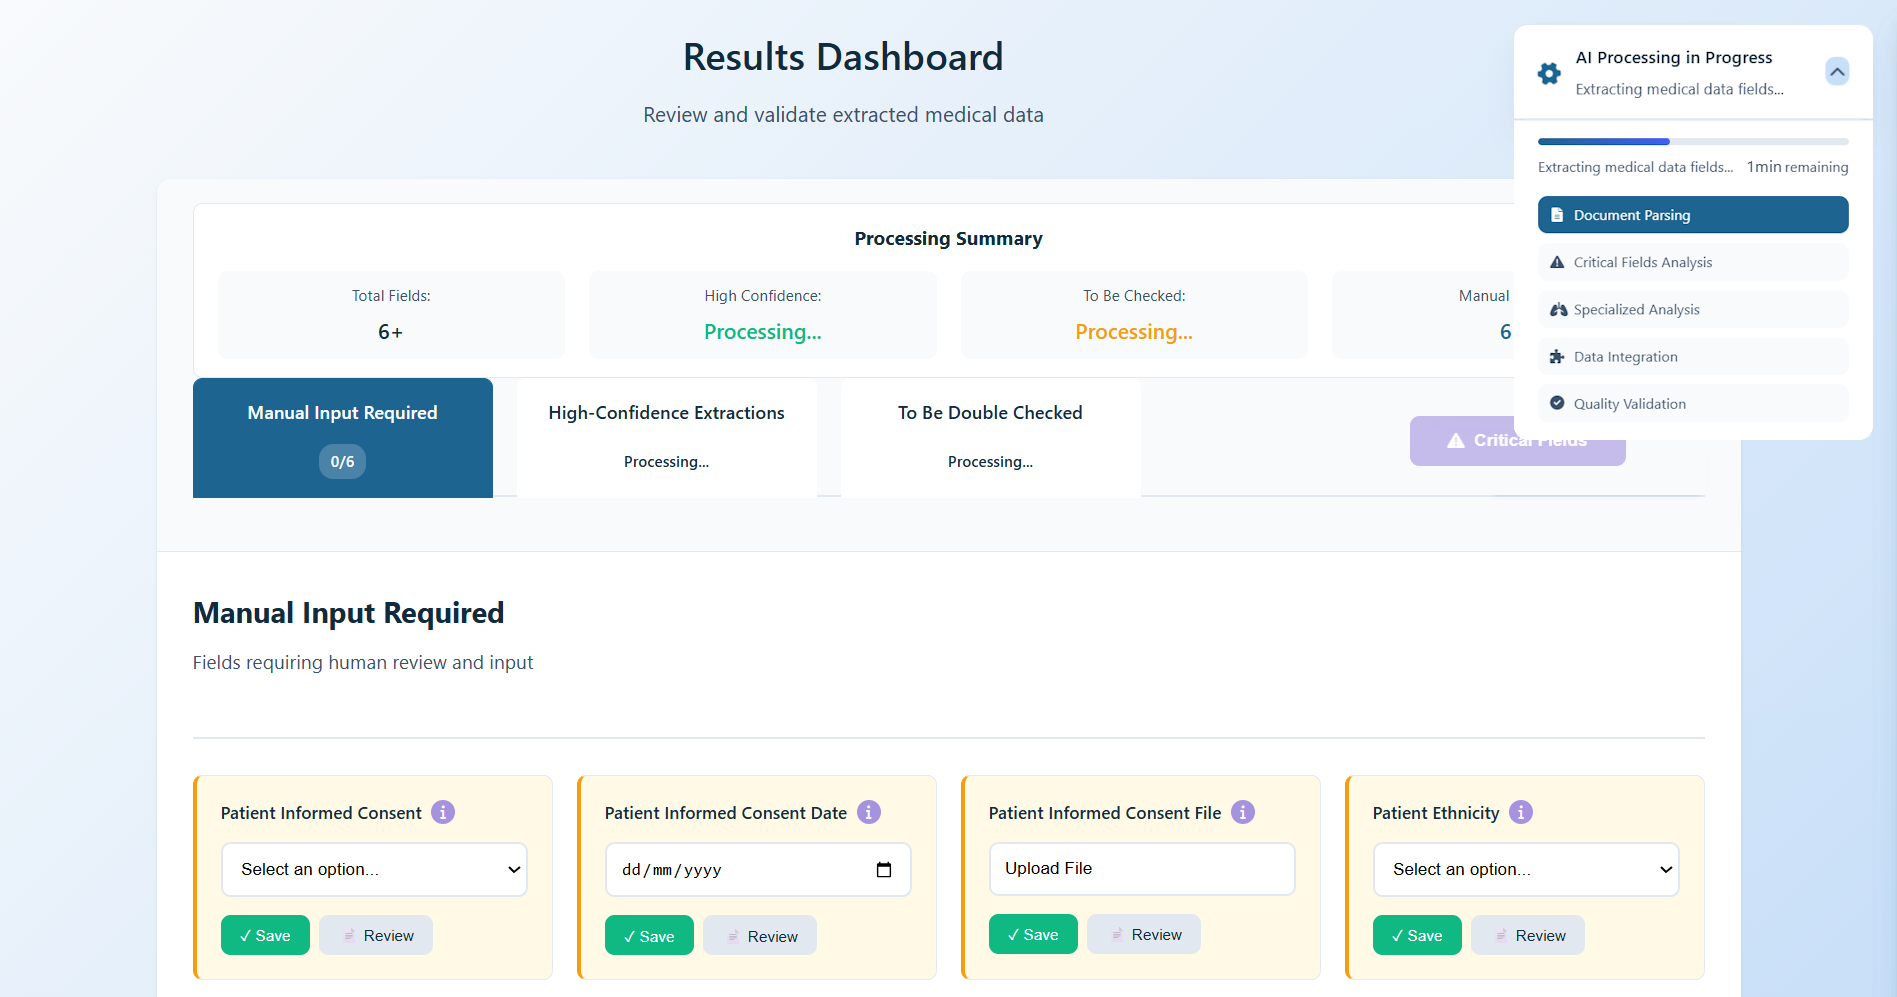 Results Dashboard
Review and validate extracted medical data
AI Processing in Progress
Extracting medical data fields...
Extracting medical data fields... 1min remaining
Document Parsing
Critical Fields Analysis
Specialized Analysis
Data Integration
Quality Validation
Processing Summary
Total Fields:
6+
High Confidence:
Processing...
To Be Checked:
Processing...
Manual
6
Manual Input Required
0/6
High-Confidence Extractions
Processing...
To Be Double Checked
Processing...
Critical Fields
Manual Input Required
Fields requiring human review and input
Patient Informed Consent
Select an option...
✓ Save Review
Patient Informed Consent Date
dd/mm/yyyy
✓ Save Review
Patient Informed Consent File
Upload File
✓ Save Review
Patient Ethnicity
Select an option...
✓ Save Review